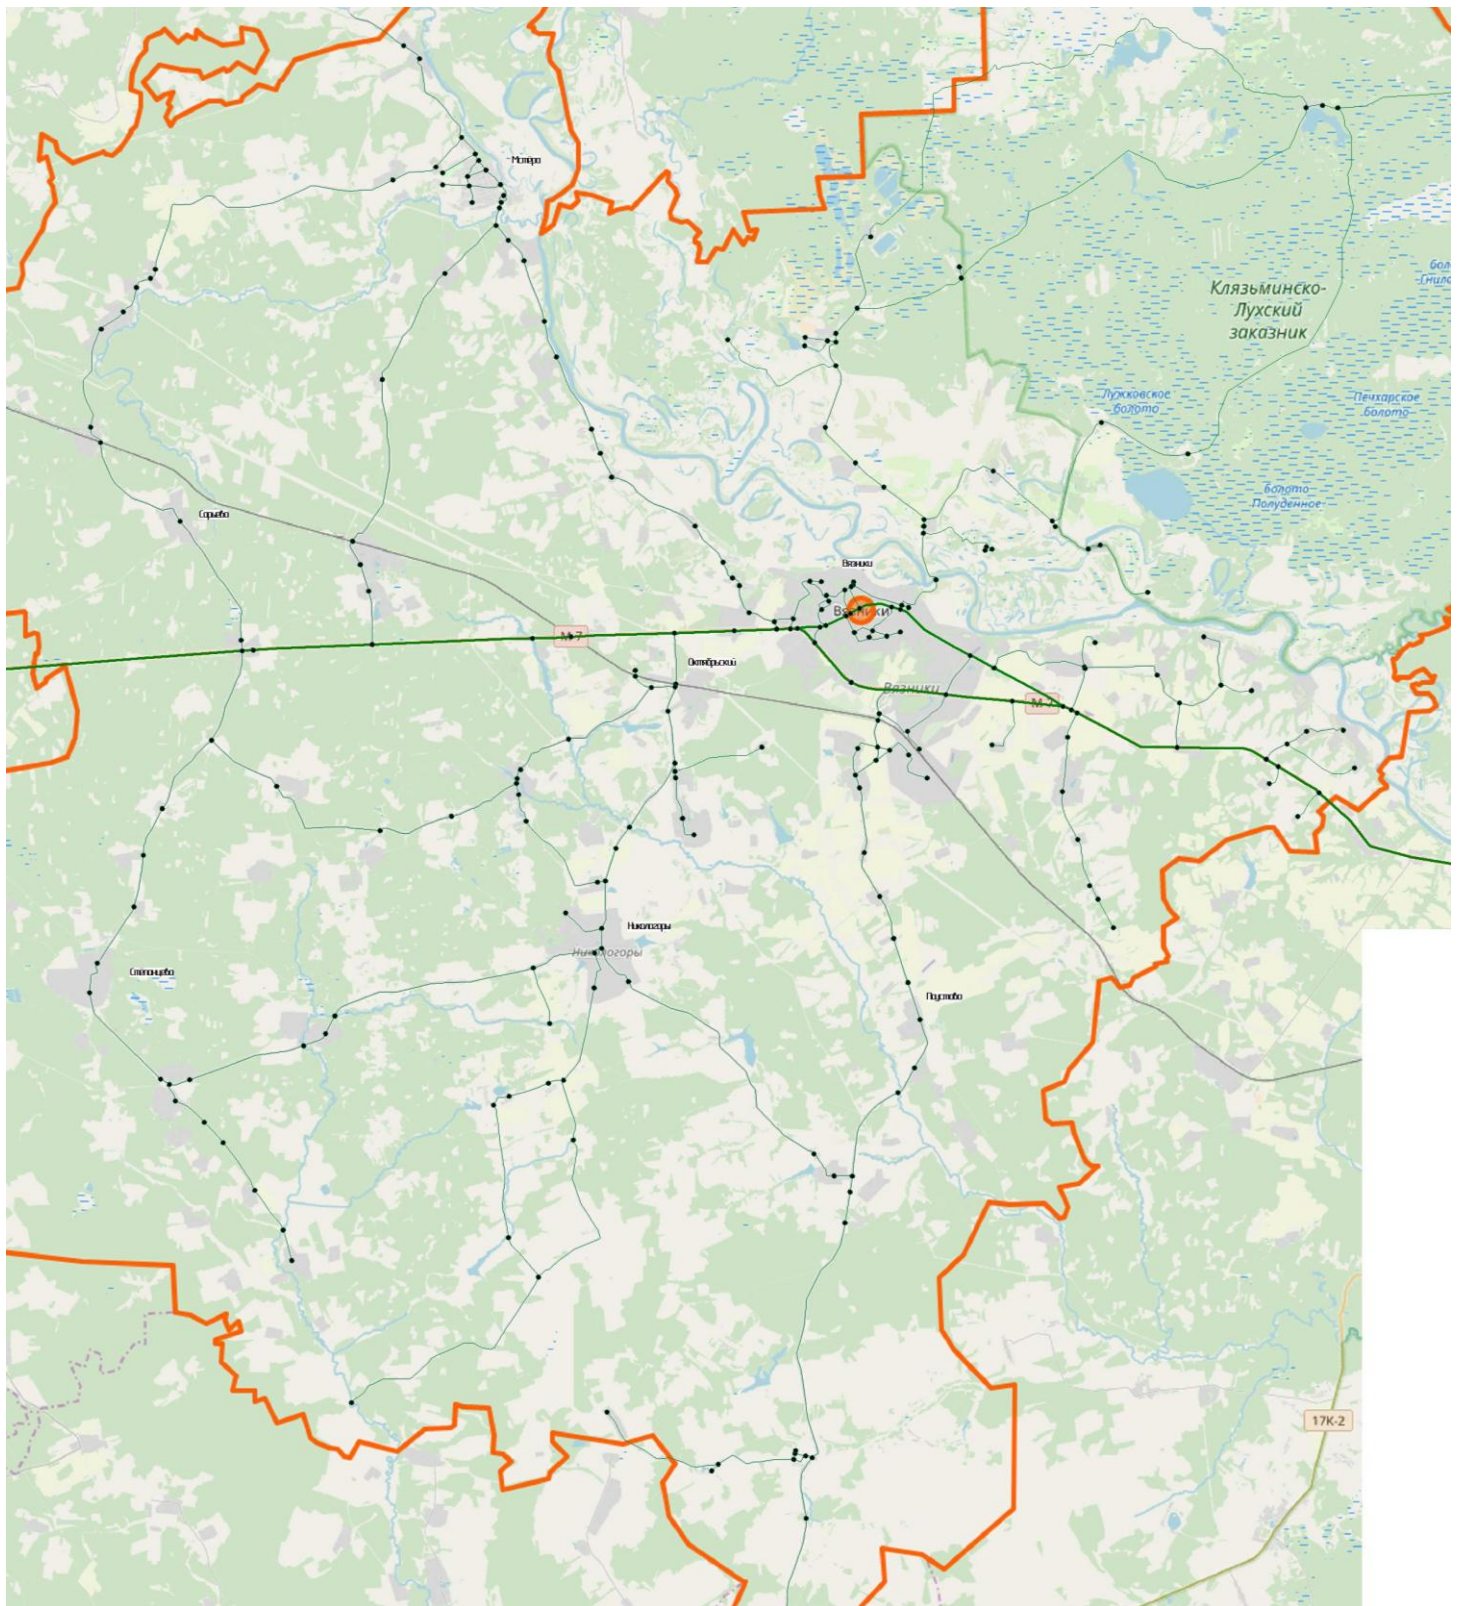 Мстёра
Клязьминско-
Лухский
заказник
Лужковское
болото
Печхарское
болото
болото
Полуденное
Сарыево
Вязники
Вязники
М-7
Октябрьский
Вязники
М-7
Никологоры
Никологоры
Степанцево
Паустово
17К-2